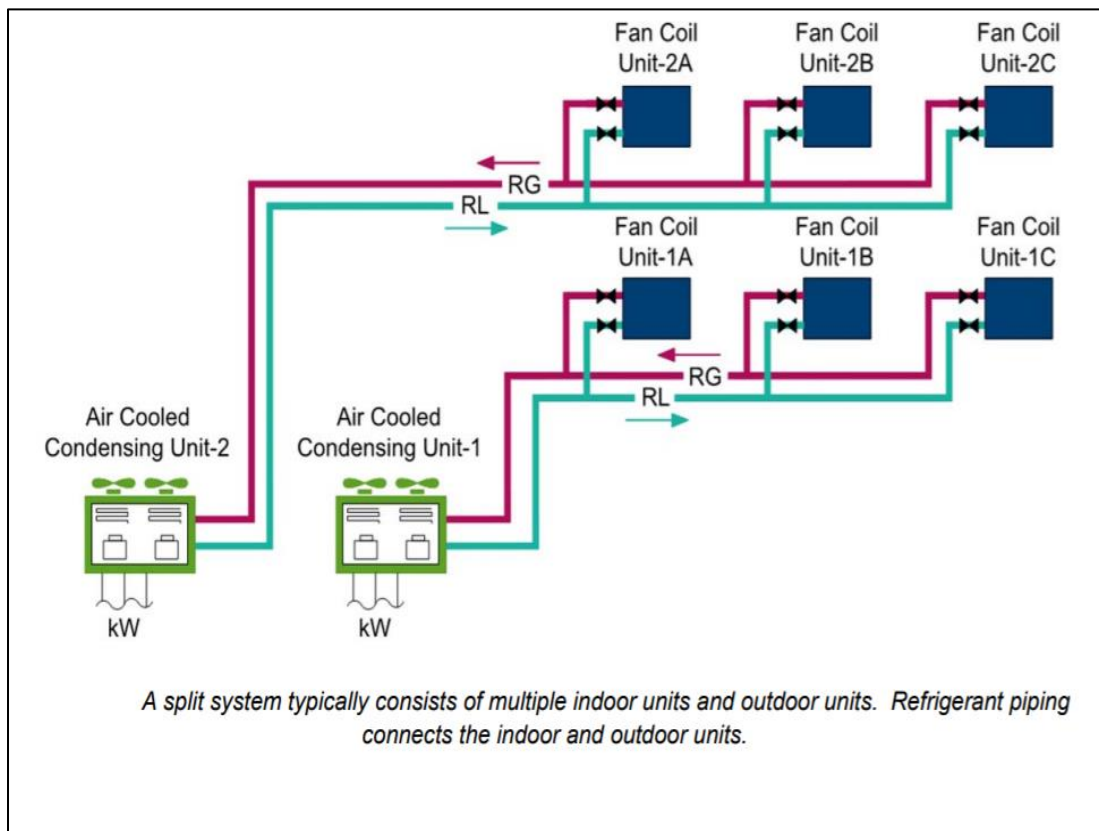 Fan Coil
Unit-2A
Fan Coil
Unit-2B
Fan Coil
Unit-2C
RG
RL
Fan Coil
Unit-1A
Fan Coil
Unit-1B
Fan Coil
Unit-1C
RG
RL
Air Cooled
Condensing Unit-2
Air Cooled
Condensing Unit-1
kW
kW
A split system typically consists of multiple indoor units and outdoor units. Refrigerant piping
connects the indoor and outdoor units.